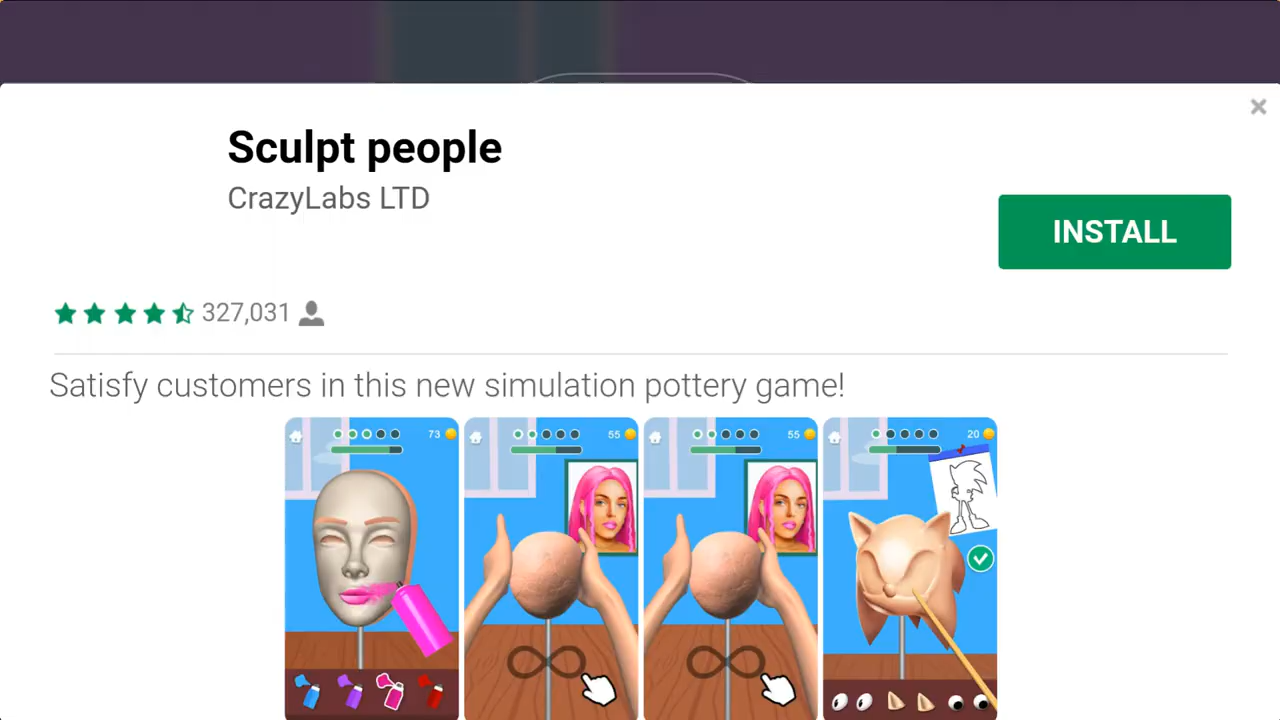 Sculpt people
CrazyLabs LTD
INSTALL
327,031
Satisfy customers in this new simulation pottery game!
73
55
55
20